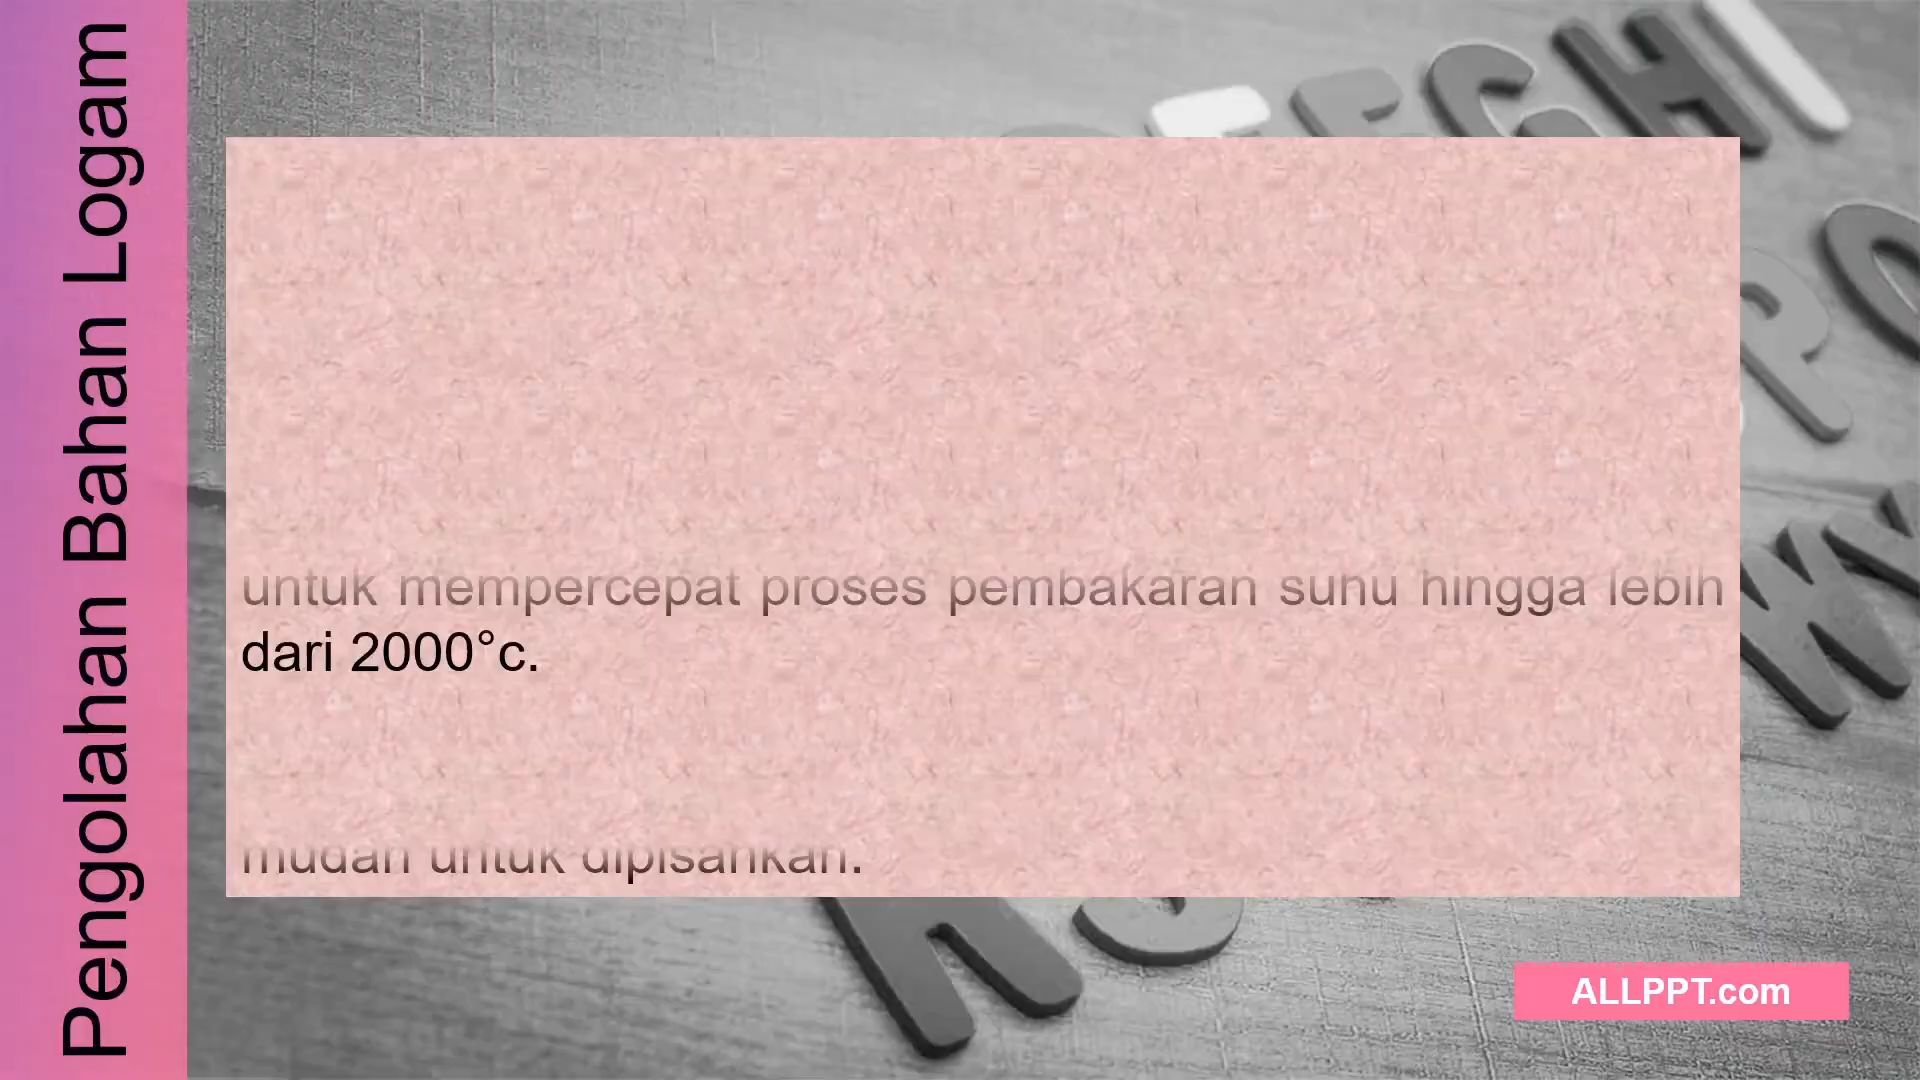 Pengolahan Bahan Logam
untuk mempercepat proses pembakaran suhu hingga lebih
dari 2000°c.
mudah untuk dipisahkan.
ALLPPT.com